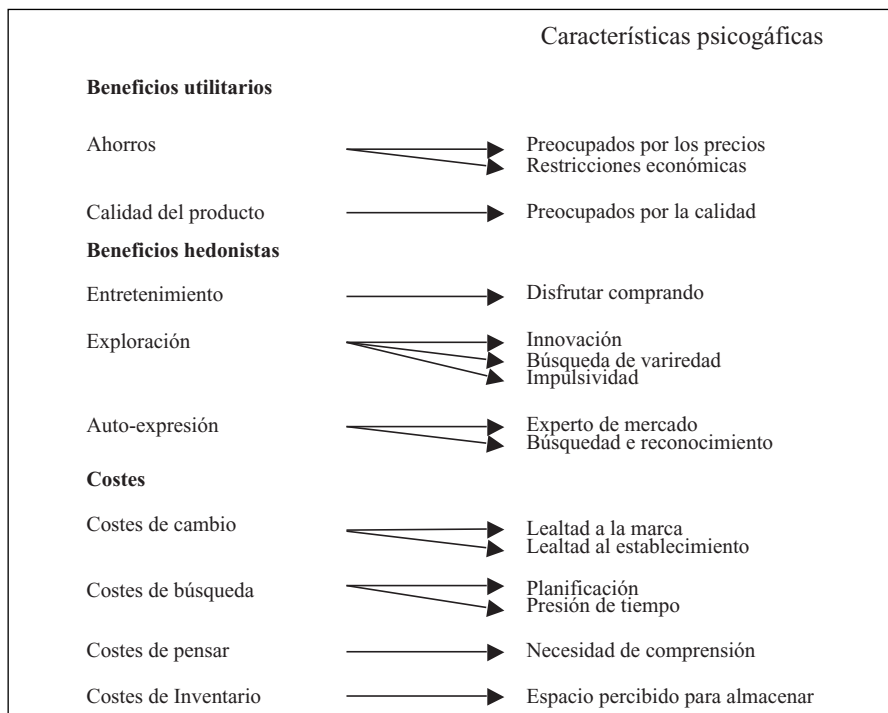 Características psicogáficas
Beneficios utilitarios
Ahorros
Preocupados por los precios
Restricciones económicas
Calidad del producto
Preocupados por la calidad
Beneficios hedonistas
Entretenimiento
Disfrutar comprando
Exploración
Innovación
Búsqueda de variredad
Impulsividad
Auto-expresión
Experto de mercado
Búsquedad e reconocimiento
Costes
Costes de cambio
Lealtad a la marca
Lealtad al establecimiento
Costes de búsqueda
Planificación
Presión de tiempo
Costes de pensar
Necesidad de comprensión
Costes de Inventario
Espacio percibido para almacenar